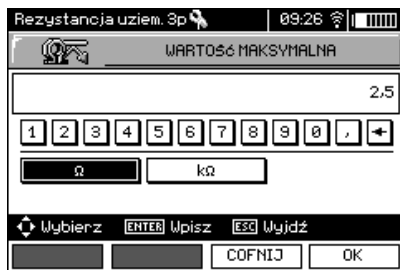 Rezystancja uziem. 3p 09:26
WARTOŚĆ MAKSYMALNA
2,5
1 2 3 4 5 6 7 8 9 0 , ←
Ω kΩ
Wybierz ENTER Wpisz ESC Wyjdź
COFNIJ OK